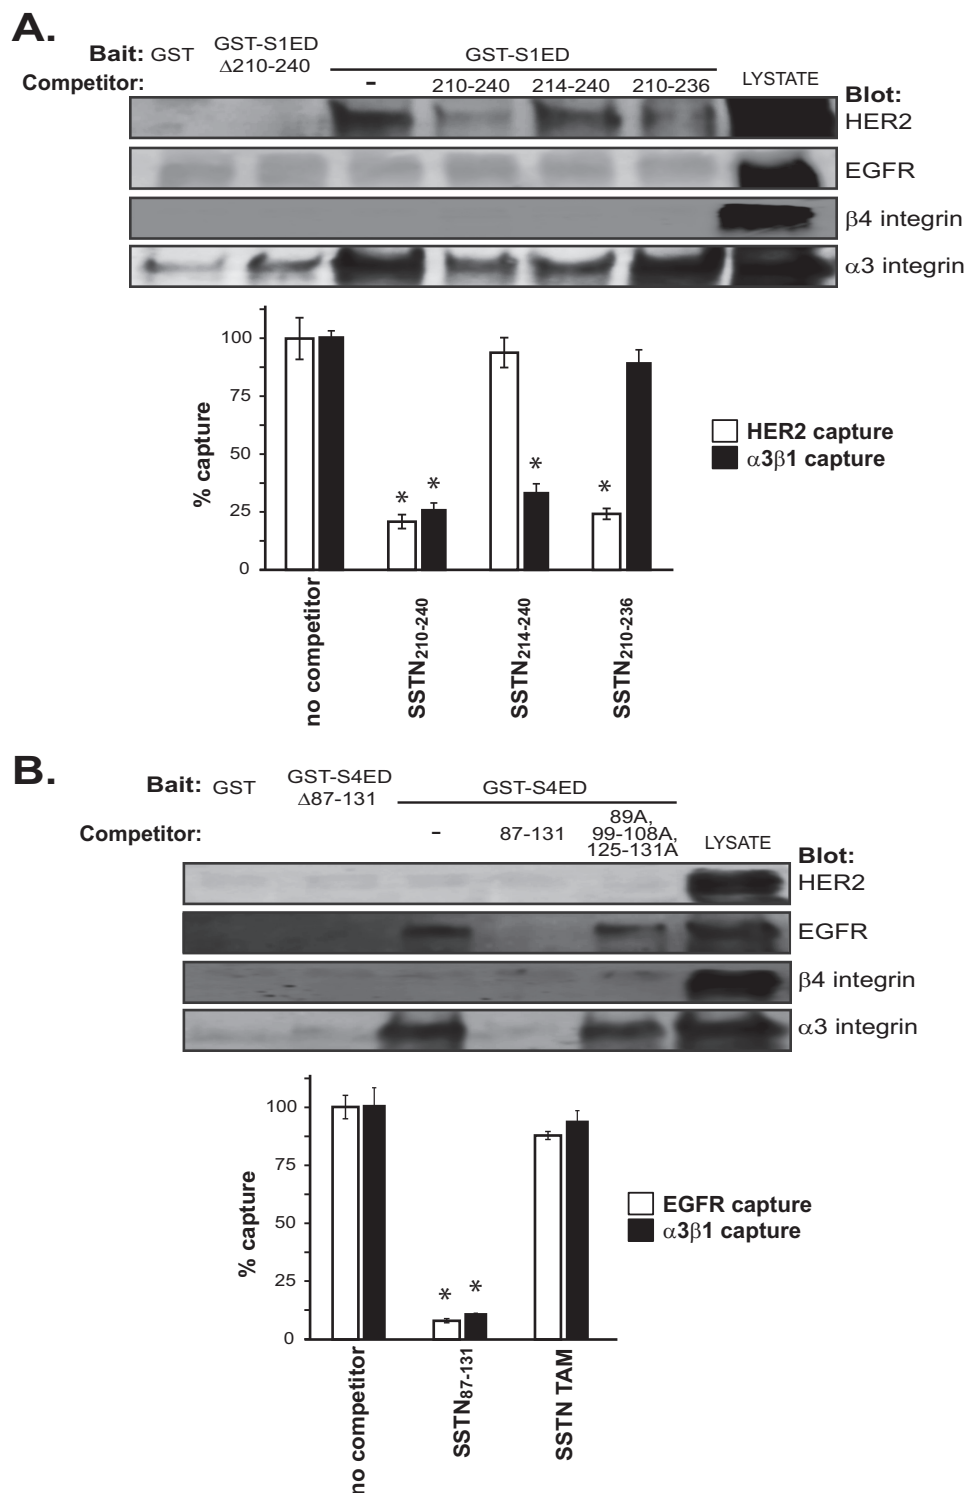 A.
Bait: GST GST-S1ED GST-S1ED
Δ210-240
Competitor: - 210-240 214-240 210-236 LYSTATE
Blot:
HER2
EGFR
β4 integrin
α3 integrin
100
75
50
25
0
% capture
* * * *
HER2 capture
α3β1 capture
no competitor
SSTN210-240
SSTN214-240
SSTN210-236
B.
Bait: GST GST-S4ED GST-S4ED
Δ87-131
Competitor: - 87-131 89A,
99-108A,
125-131A
LYSATE
Blot:
HER2
EGFR
β4 integrin
α3 integrin
100
75
50
25
0
% capture
* *
EGFR capture
α3β1 capture
no competitor
SSTN87-131
SSTN TAM